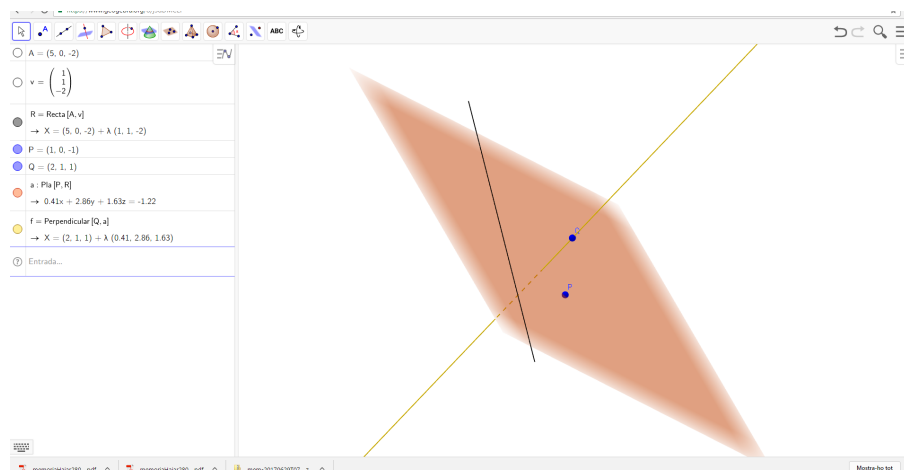 ABC
A = (5, 0, -2)
v = ( 1 1 −2 )
R = Recta [A, v]
→ X = (5, 0, -2) + λ (1, 1, -2)
P = (1, 0, -1)
Q = (2, 1, 1)
a : Pla [P, R]
→ 0.41x + 2.86y + 1.63z = -1.22
f = Perpendicular [Q, a]
→ X = (2, 1, 1) + λ (0.41, 2.86, 1.63)
Entrada...
Q
P
Mostra-ho tot